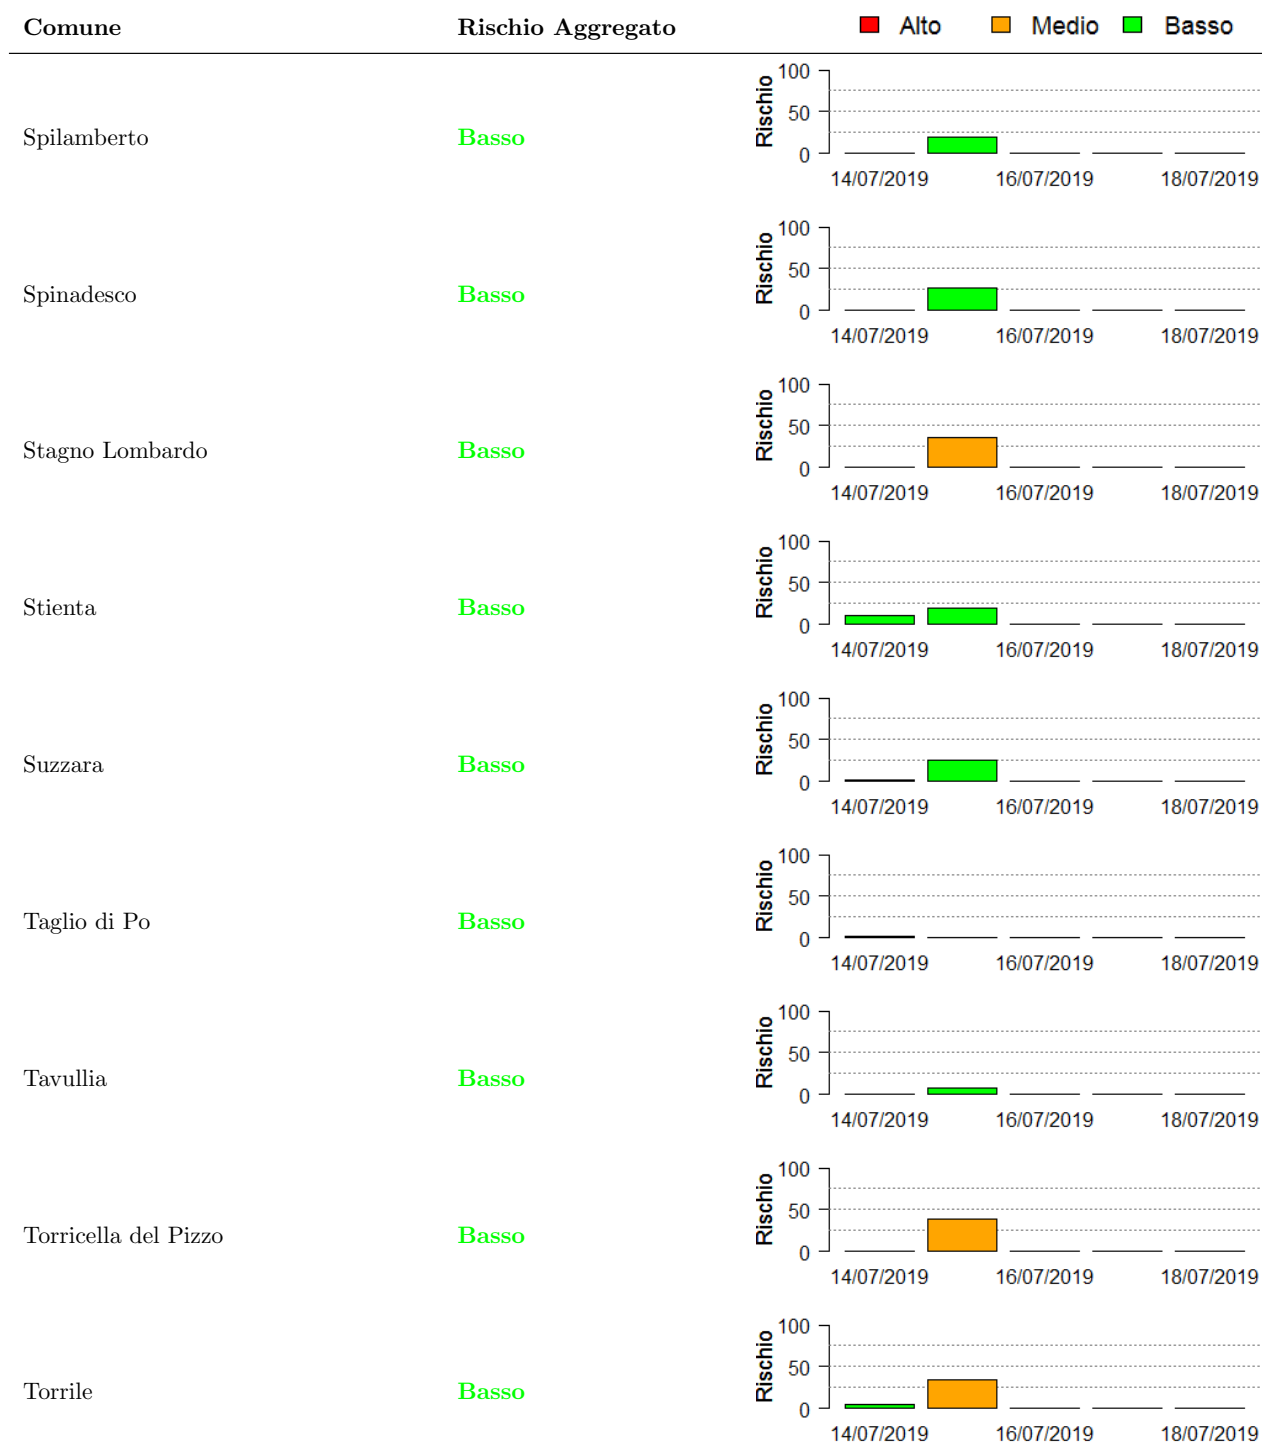 Comune Rischio Aggregato Alto Medio Basso
Spilamberto Basso Rischio 100 50 0
14/07/2019 16/07/2019 18/07/2019
Spinadesco Basso Rischio 100 50 0
14/07/2019 16/07/2019 18/07/2019
Stagno Lombardo Basso Rischio 100 50 0
14/07/2019 16/07/2019 18/07/2019
Stienta Basso Rischio 100 50 0
14/07/2019 16/07/2019 18/07/2019
Suzzara Basso Rischio 100 50 0
14/07/2019 16/07/2019 18/07/2019
Taglio di Po Basso Rischio 100 50 0
14/07/2019 16/07/2019 18/07/2019
Tavullia Basso Rischio 100 50 0
14/07/2019 16/07/2019 18/07/2019
Torricella del Pizzo Basso Rischio 100 50 0
14/07/2019 16/07/2019 18/07/2019
Torrile Basso Rischio 100 50 0
14/07/2019 16/07/2019 18/07/2019